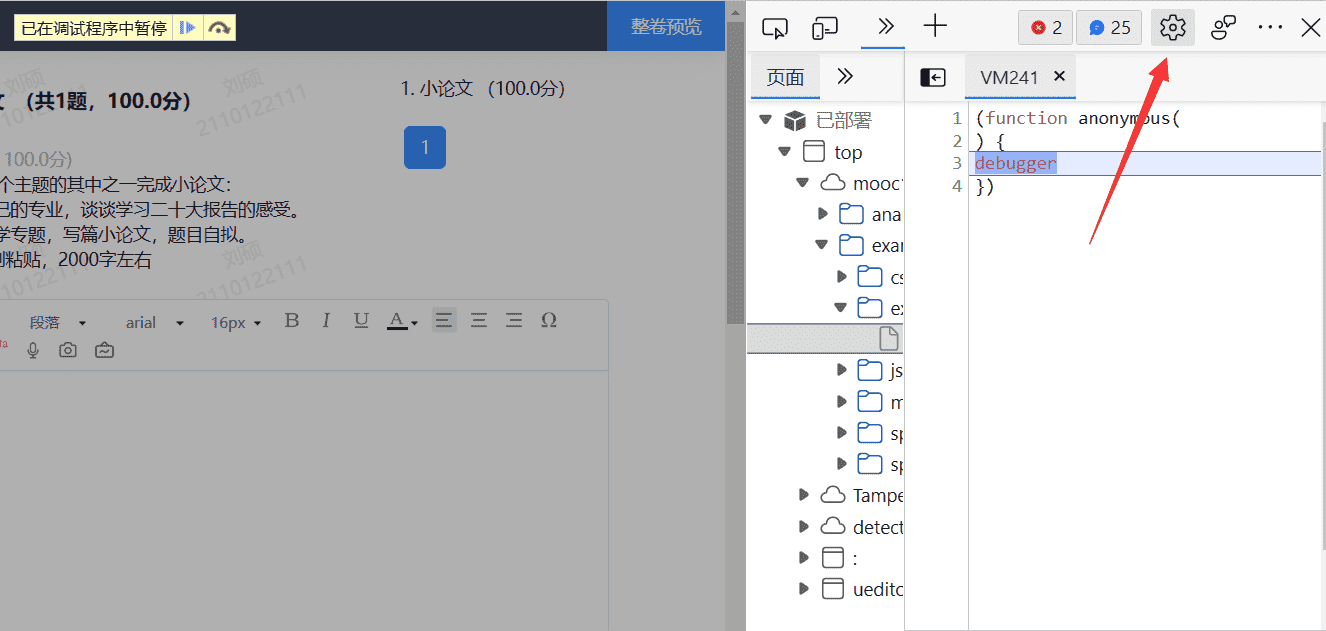 已在调试程序中暂停
整卷预览
（共1题，100.0分）
1. 小论文 （100.0分）
1
100.0分)
个主题的其中之一完成小论文：
己的专业，谈谈学习二十大报告的感受。
学专题，写篇小论文，题目自拟。
粘贴，2000字左右
刘硕
2110122111
刘硕
2110122111
段落 arial 16px B I U A Ω
2 25
页面
VM241
已部署
top
mooc
ana
exar
cs
ex
js
m
sp
sp
Tampe
detect
:
ueditc
1 (function anonymous(
2 ) {
3 debugger
4 })